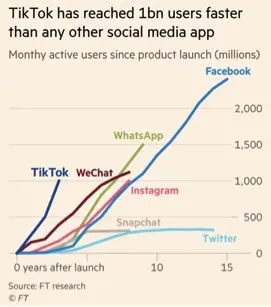 TikTok has reached 1bn users faster
than any other social media app
Monthy active users since product launch (millions)
Facebook
2,000
WhatsApp
1,500
TikTok
WeChat
1,000
Instagram
500
Snapchat
Twitter
0
0 years after launch
10
15
Source: FT research
© FT